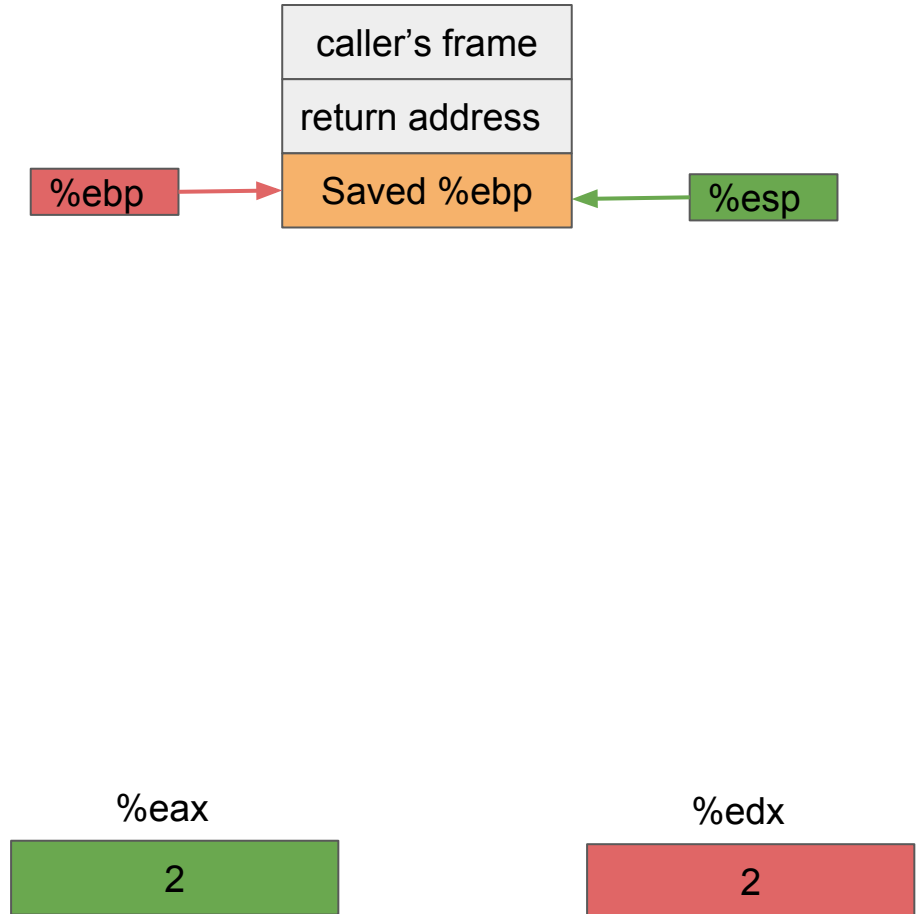 caller's frame
return address
%ebp
Saved %ebp
%esp
%eax
%edx
2
2